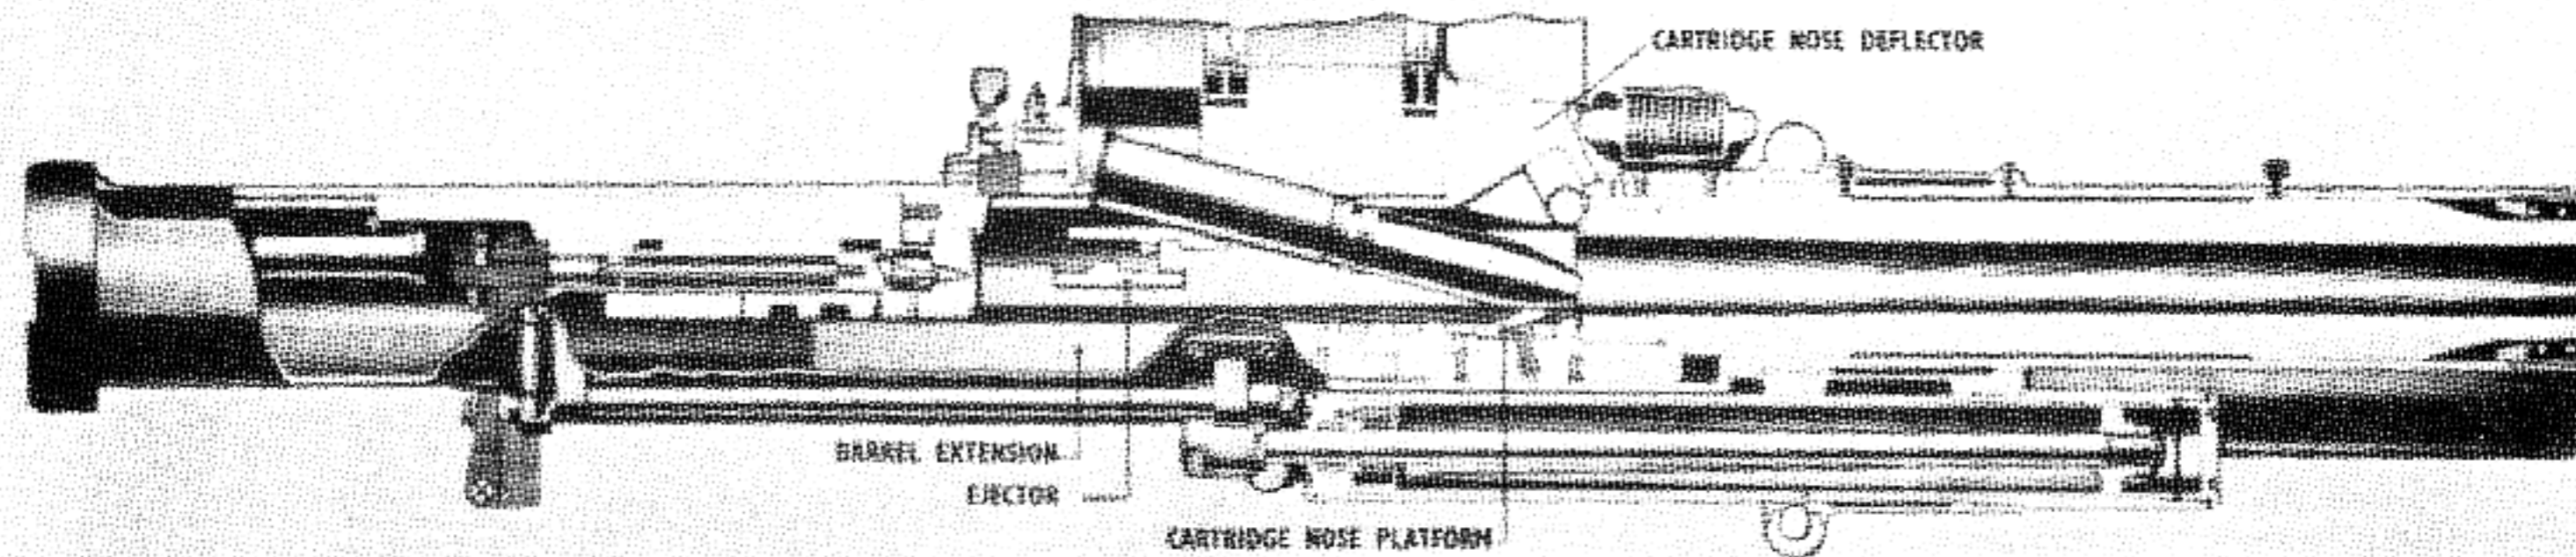 CARTRIDGE NOSE DEFLECTOR
BARREL EXTENSION
EJECTOR
CARTRIDGE NOSE PLATFORM